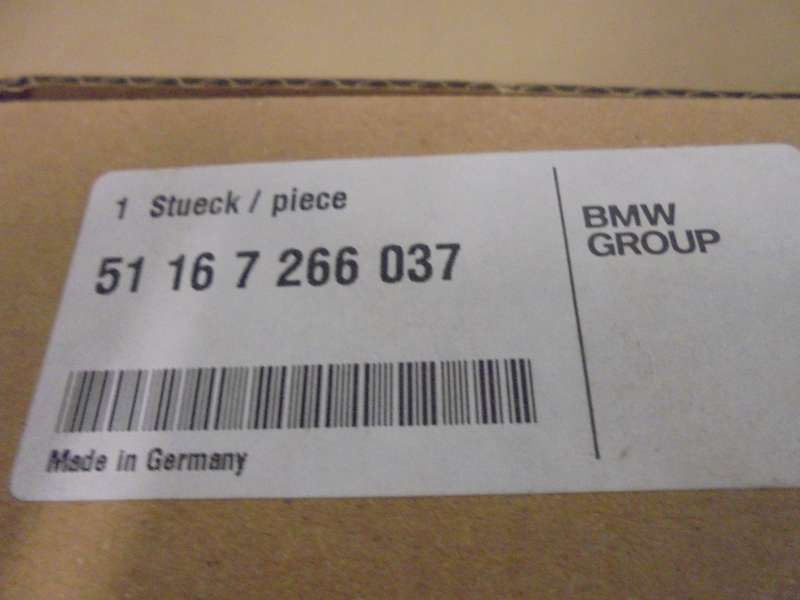 1 Stueck / piece
51 16 7 266 037
Made in Germany
BMW
GROUP